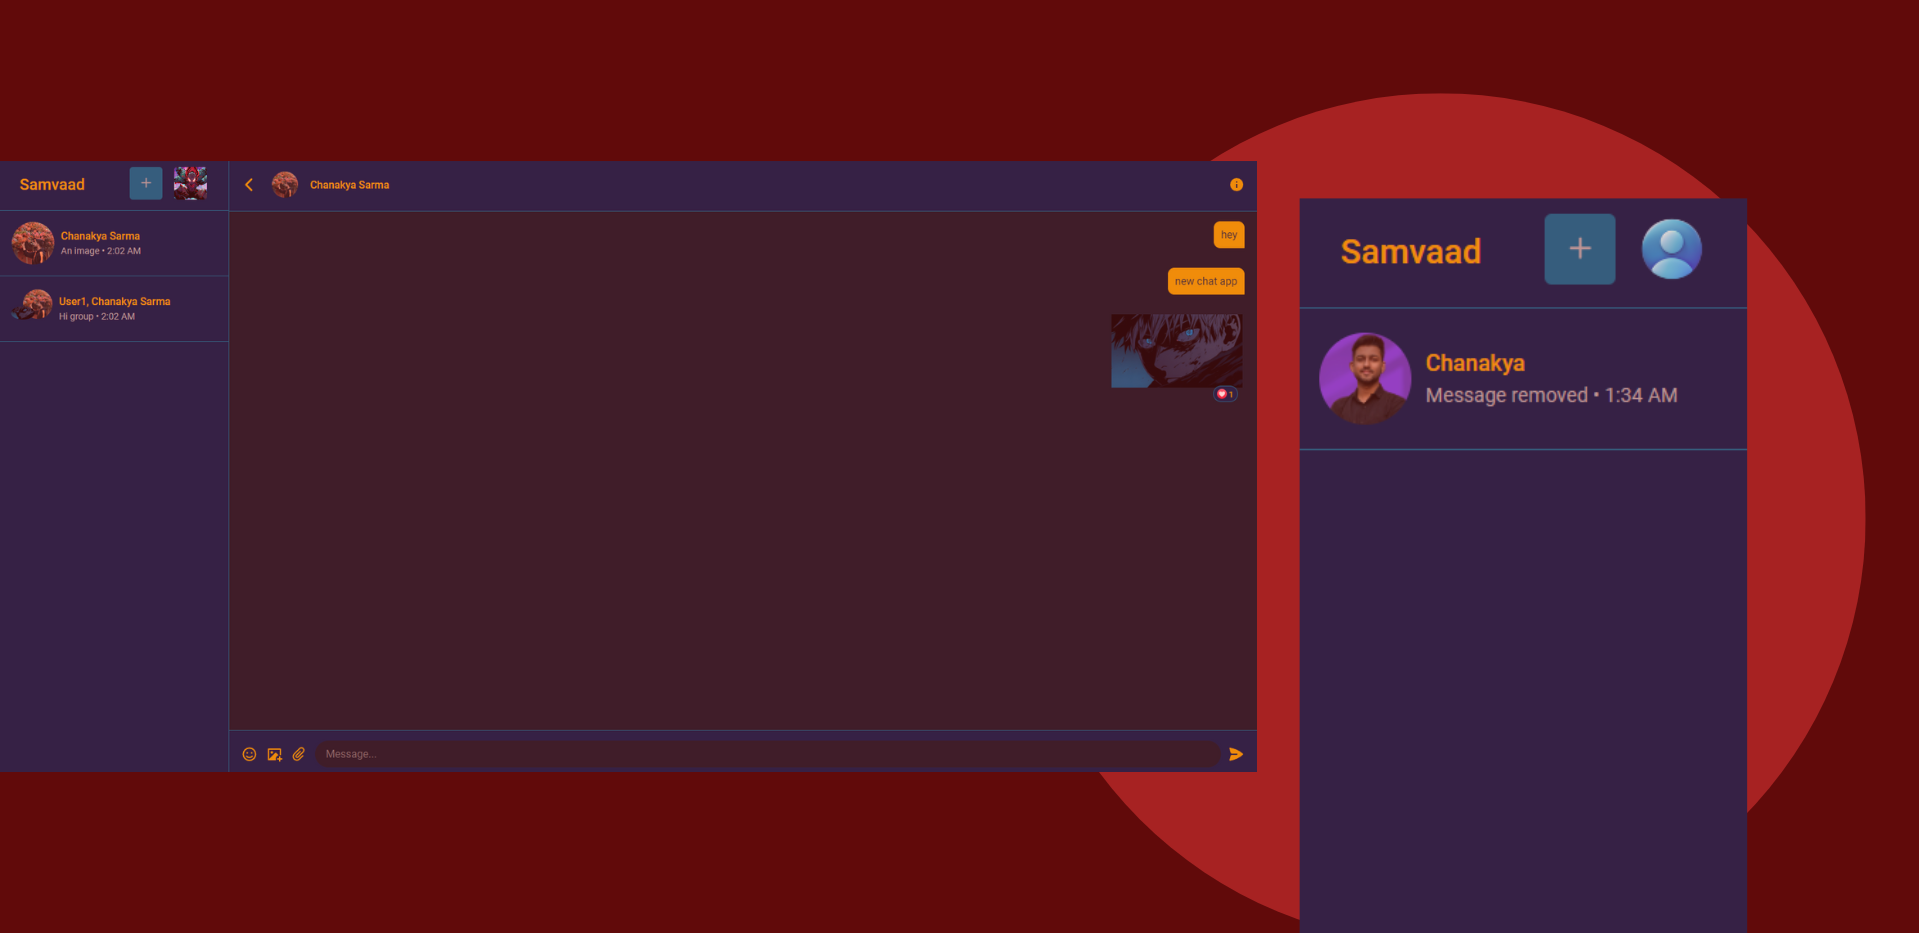 Samvaad
+
Chanakya Sarma
An image • 2:02 AM
User1, Chanakya Sarma
Hi group • 2:02 AM
Chanakya Sarma
hey
new chat app
1
Message...
Samvaad
+
Chanakya
Message removed • 1:34 AM